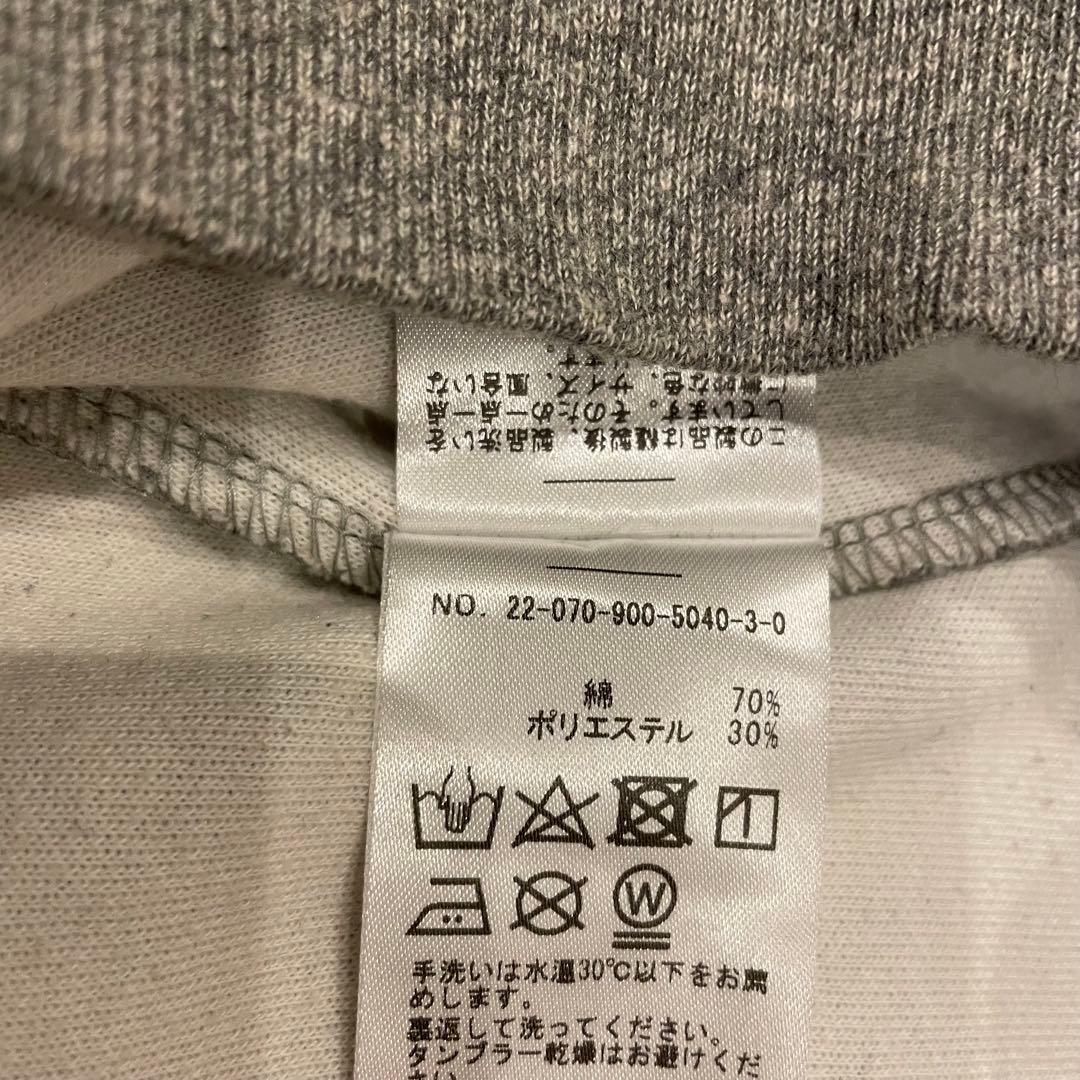 この製品は縫製後、製品洗いを
しています。そのため一点一点
サイズ、風合いな
NO. 22-070-900-5040-3-0
綿 70%
ポリエステル 30%
W
手洗いは水温30℃以下をお薦
めします。
裏返して洗ってください。
タンブラー乾燥はお避けくだ
さい